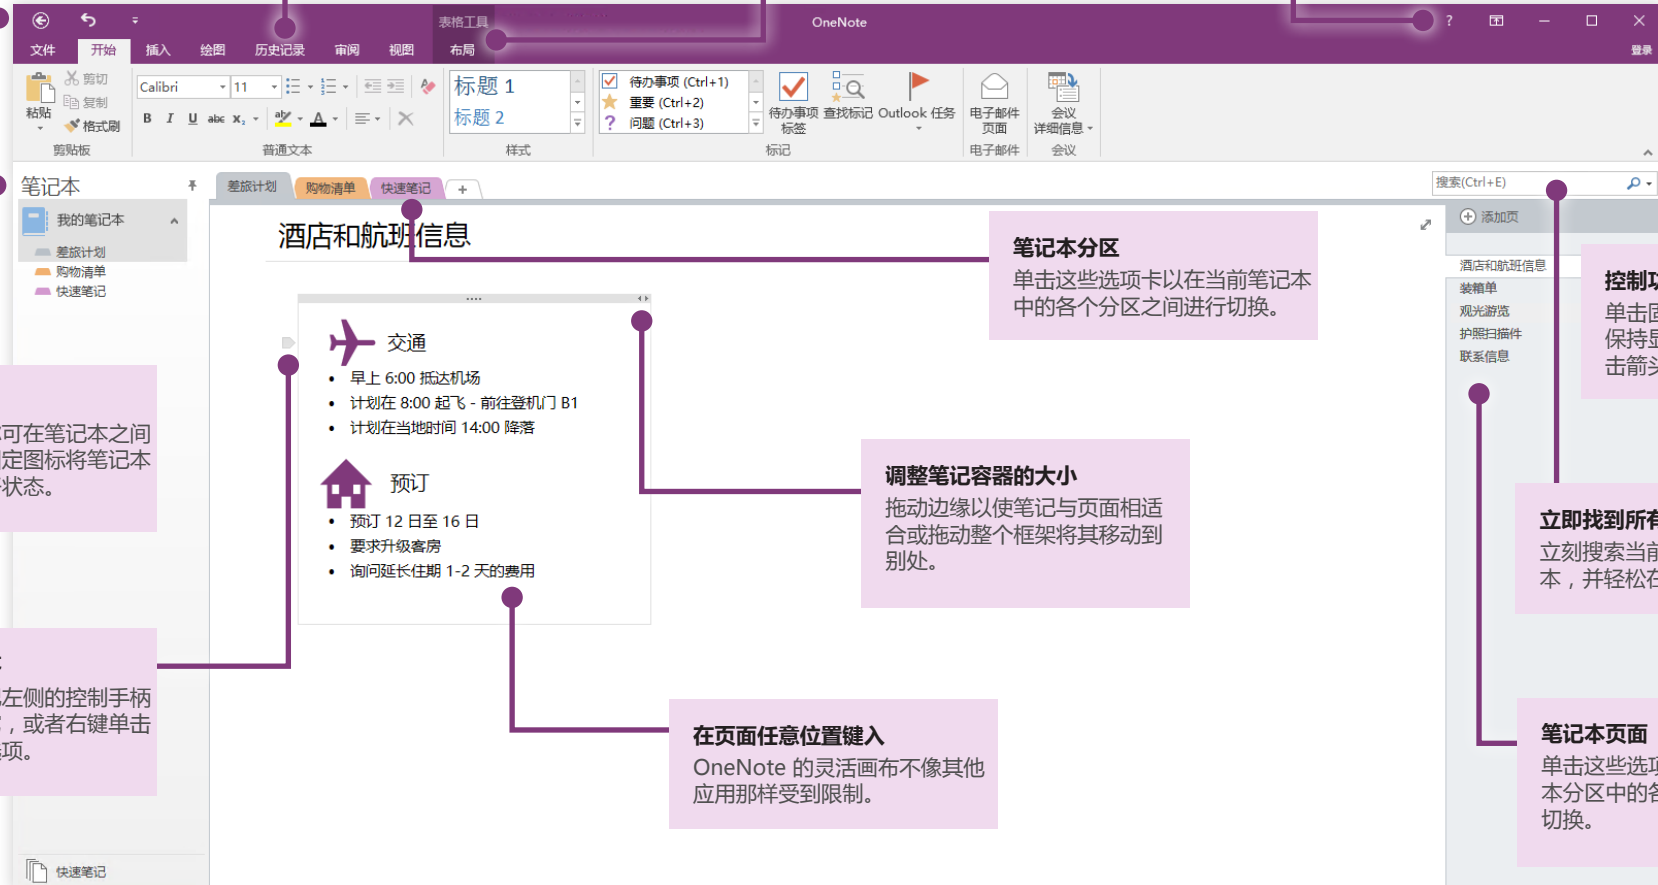 表格工具
OneNote
?
文件 开始 插入 绘图 历史记录 审阅 视图 布局
登录
粘贴
剪切
复制
格式刷
剪贴板
Calibri 11
B I U abc x₂ A
普通文本
标题 1
标题 2
样式
待办事项 (Ctrl+1)
重要 (Ctrl+2)
? 问题 (Ctrl+3)
待办事项
标签
查找标记
Outlook 任务
标记
电子邮件
页面
电子邮件
会议
详细信息
会议
笔记本
我的笔记本
差旅计划
购物清单
快速笔记
差旅计划 购物清单 快速笔记 +
搜索(Ctrl+E)
酒店和航班信息
交通
• 早上 6:00 抵达机场
• 计划在 8:00 起飞 - 前往登机门 B1
• 计划在当地时间 14:00 降落
预订
• 预订 12 日至 16 日
• 要求升级客房
• 询问延长住期 1-2 天的费用
笔记本分区
单击这些选项卡以在当前笔记本
中的各个分区之间进行切换。
调整笔记容器的大小
拖动边缘以使笔记与页面相适
合或拖动整个框架将其移动到
别处。
在页面任意位置键入
OneNote 的灵活画布不像其他
应用那样受到限制。
添加页
酒店和航班信息
装箱单
观光游览
护照扫描件
联系信息
控制功
单击固
保持显
击箭头
立即找到所有
立刻搜索当前
本，并轻松在
笔记本页面
单击这些选项
本分区中的各
切换。
可在笔记本之间
定图标将笔记本
状态。
左侧的控制手柄
，或者右键单击
项。
快速笔记